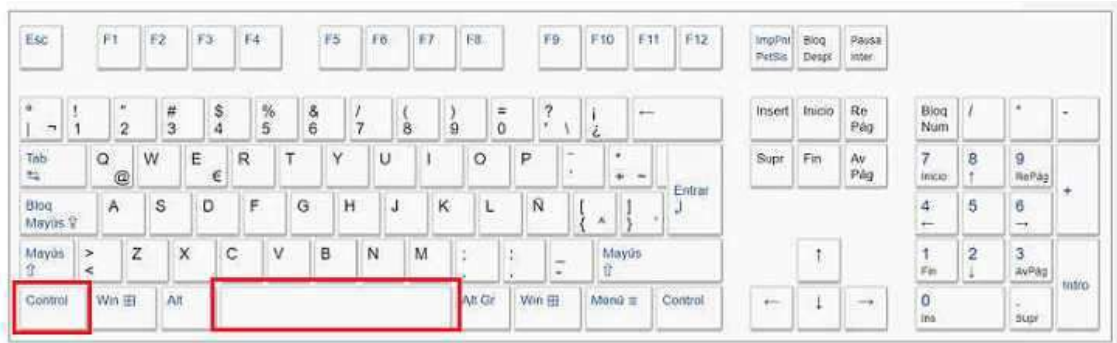 Esc F1 F2 F3 F4 F5 F6 F7 F8 F9 F10 F11 F12 ImpPnt Bloq Pausa
PetSis Despl Inter
° ! " # $ % & / ( ) = ? ¡ ← Insert Inicio Re Bloq / * -
| ¬ 1 2 3 4 5 6 7 8 9 0 ' \ ¿ Pág Num
Tab Q W E R T Y U I O P ¨ * Supr Fin Av 7 8 9 +
@ € + ~ Pág Inicio ↑ RePág
Bloq A S D F G H J K L Ñ [ ] Entrar 4 5 6
Mayús ⇧ { ^ } ← →
Mayús > Z X C V B N M ; : _ Mayús ↑ 1 2 3
⇧ < , . - ⇧ Fin ↓ AvPág
Control Win Alt Alt Gr Win Menú ≡ Control ← ↓ → 0 . Intro
Ins Supr